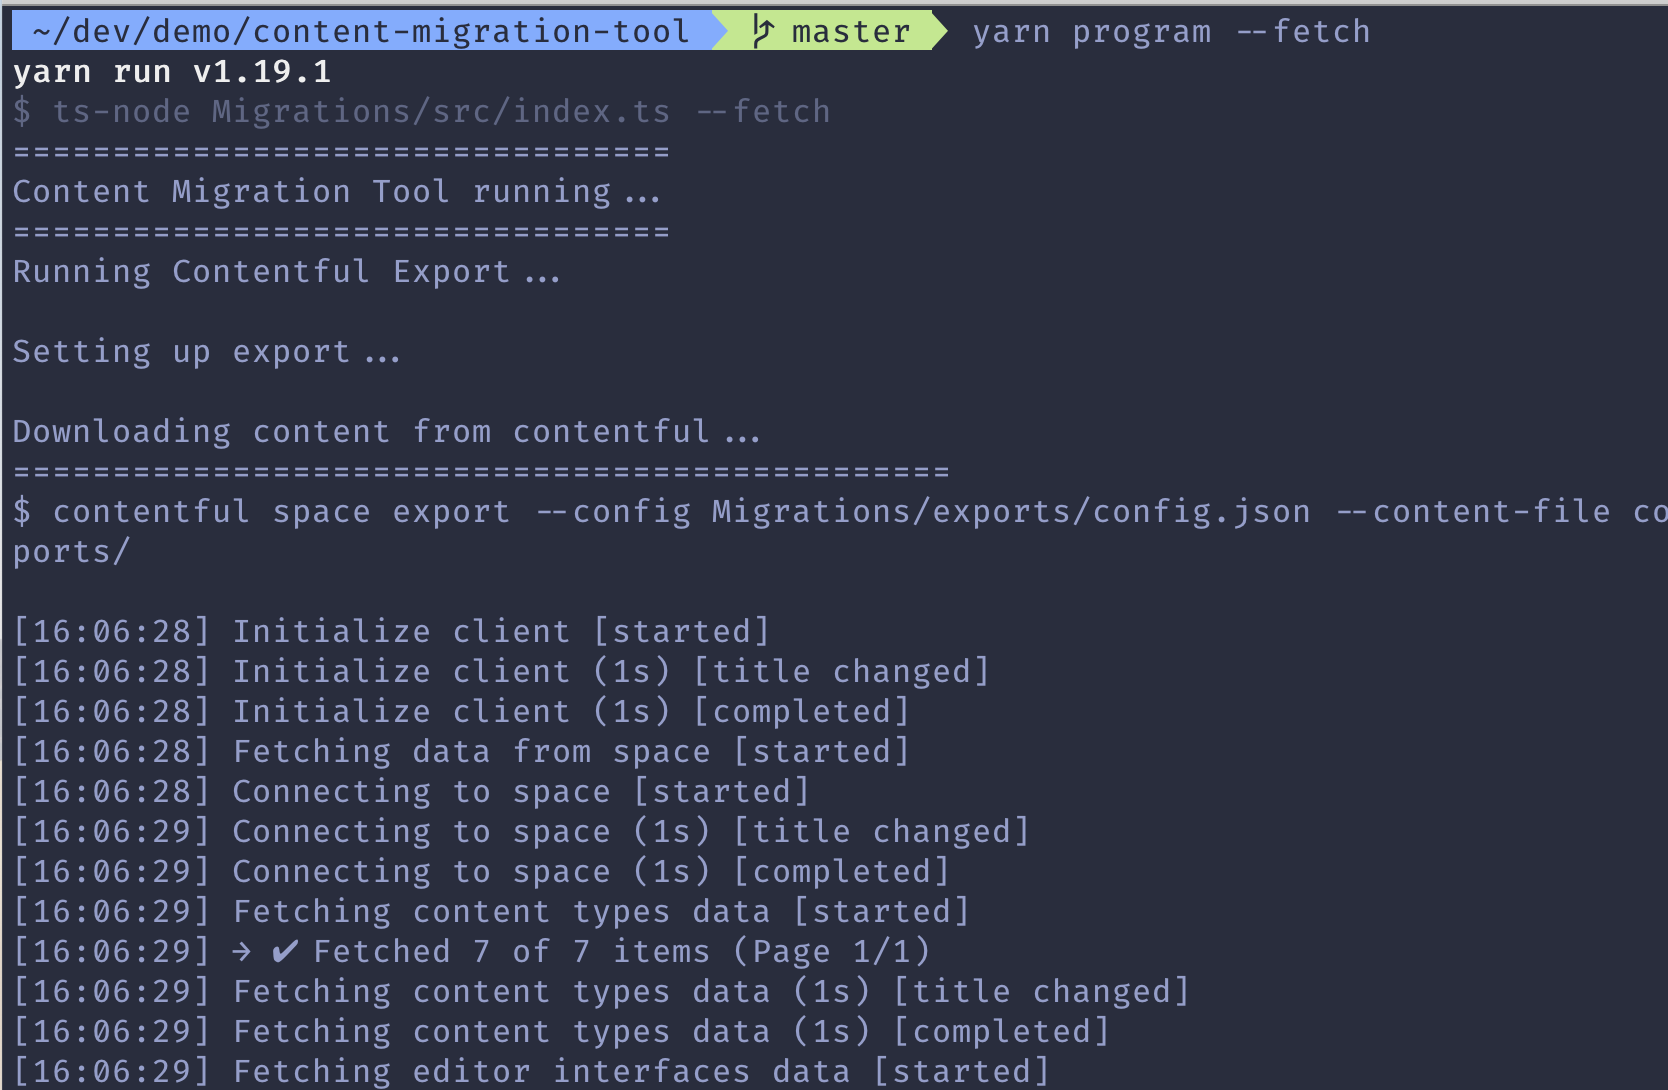 ~/dev/demo/content-migration-tool master yarn program --fetch
yarn run v1.19.1
$ ts-node Migrations/src/index.ts --fetch
=================================
Content Migration Tool running...
=================================
Running Contentful Export...
Setting up export...
Downloading content from contentful...
===============================================
$ contentful space export --config Migrations/exports/config.json --content-file co
ports/
[16:06:28] Initialize client [started]
[16:06:28] Initialize client (1s) [title changed]
[16:06:28] Initialize client (1s) [completed]
[16:06:28] Fetching data from space [started]
[16:06:28] Connecting to space [started]
[16:06:29] Connecting to space (1s) [title changed]
[16:06:29] Connecting to space (1s) [completed]
[16:06:29] Fetching content types data [started]
[16:06:29] → ✔ Fetched 7 of 7 items (Page 1/1)
[16:06:29] Fetching content types data (1s) [title changed]
[16:06:29] Fetching content types data (1s) [completed]
[16:06:29] Fetching editor interfaces data [started]